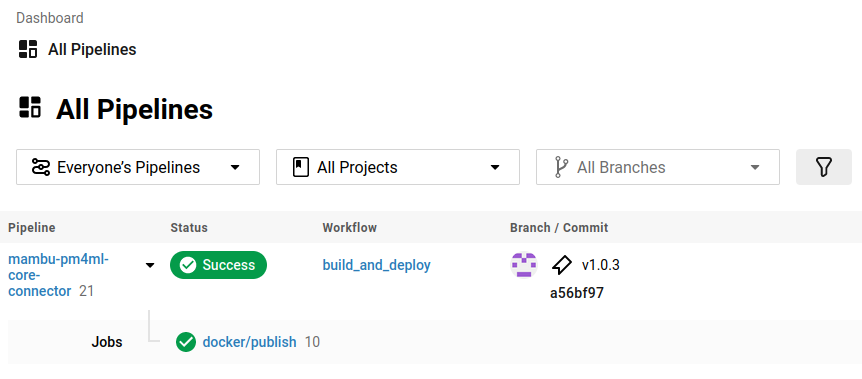 Dashboard
All Pipelines
All Pipelines
Everyone's Pipelines All Projects All Branches
Pipeline Status Workflow Branch / Commit
mambu-pm4ml-
core-
connector 21
Success build_and_deploy v1.0.3
a56bf97
Jobs docker/publish 10